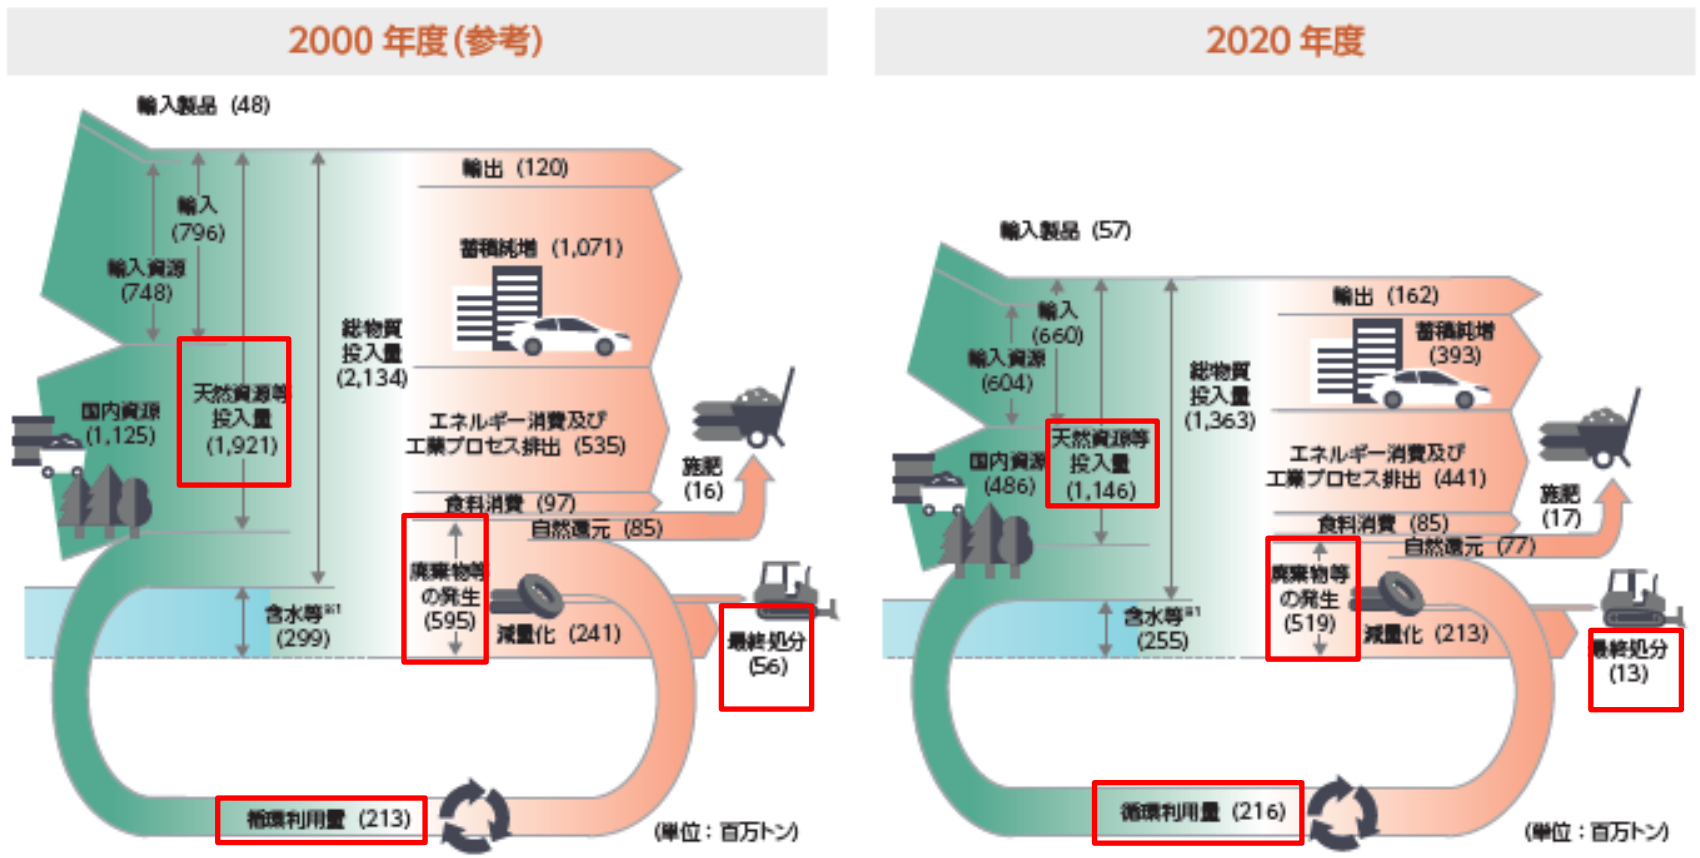 2000 年度(参考)
輸入製品 (48)
輸出 (120)
輸入
(796)
蓄積純増 (1,071)
輸入資源
(748)
総物質
投入量
(2,134)
天然資源等
投入量
(1,921)
国内資源
(1,125)
エネルギー消費及び
工業プロセス排出 (535)
施肥
(16)
食料消費 (97)
自然還元 (85)
廃棄物等
の発生
(595)
含水等※1
(299)
減量化 (241)
最終処分
(56)
循環利用量 (213)
(単位：百万トン)
2020 年度
輸入製品 (57)
輸出 (162)
輸入
(660)
蓄積純増
(393)
輸入資源
(604)
総物質
投入量
(1,363)
天然資源等
投入量
(1,146)
国内資源
(486)
エネルギー消費及び
工業プロセス排出 (441)
施肥
(17)
食料消費 (85)
自然還元 (77)
廃棄物等
の発生
(519)
含水等※1
(255)
減量化 (213)
最終処分
(13)
循環利用量 (216)
(単位：百万トン)